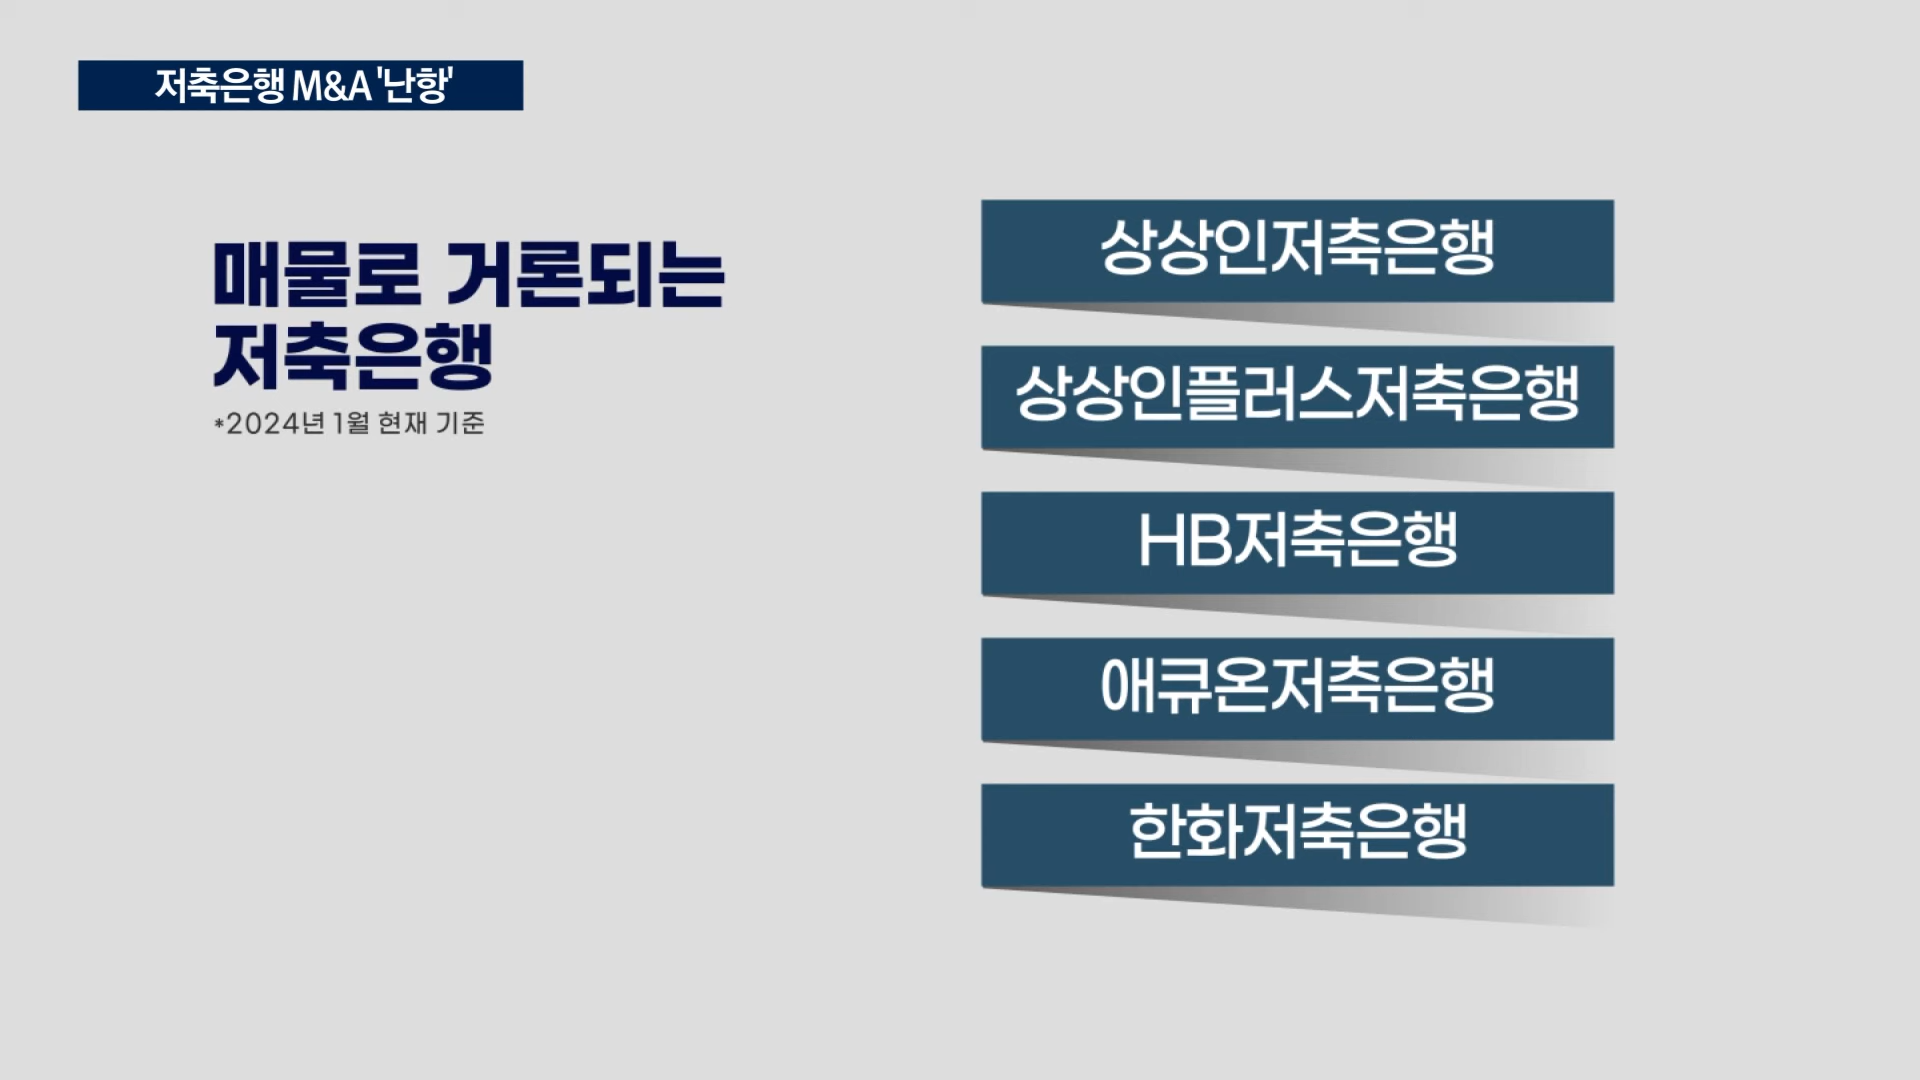 저축은행 M&A '난항'
매물로 거론되는
저축은행
*2024년 1월 현재 기준
상상인저축은행
상상인플러스저축은행
HB저축은행
애큐온저축은행
한화저축은행